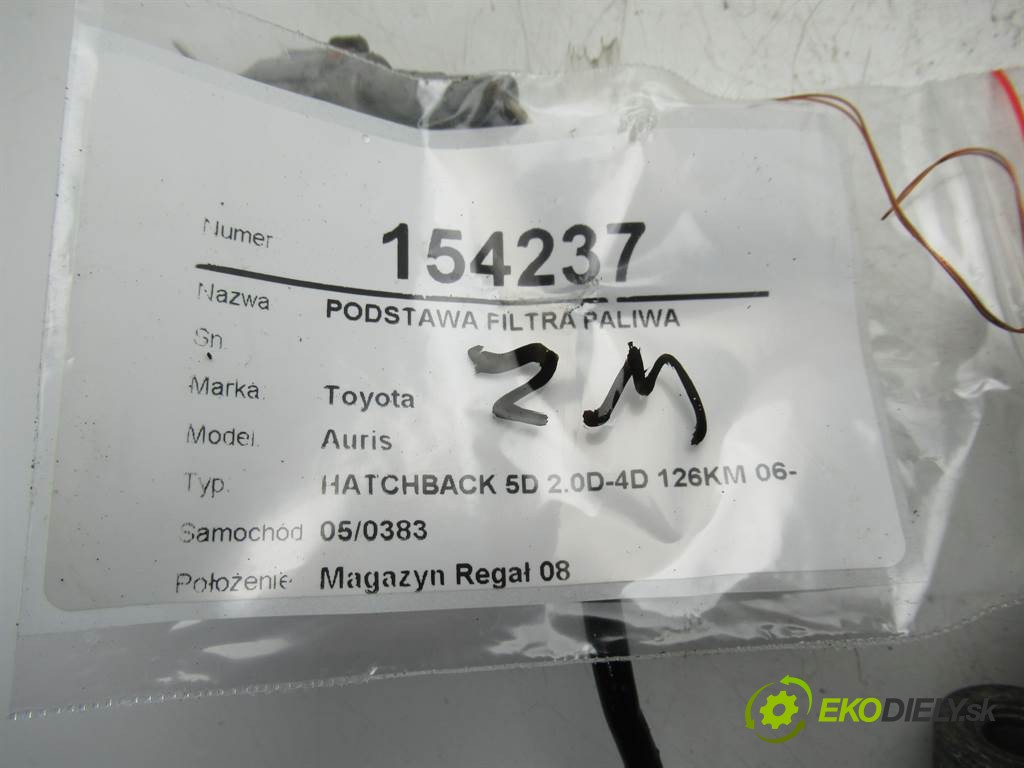 Numer 154237
Nazwa PODSTAWA FILTRA PALIWA
Sn.
2M
Marka. Toyota
Model. Auris
Typ. HATCHBACK 5D 2.0D-4D 126KM 06-
Samochód 05/0383
Położenie Magazyn Regał 08
EKODIELY.sk